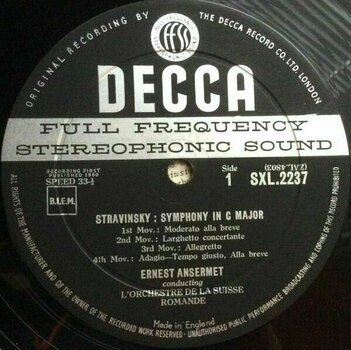 ORIGINAL RECORDING BY
THE DECCA RECORD CO. LTD. LONDON
ffss
DECCA
FULL FREQUENCY
STEREOPHONIC SOUND
RECORDING FIRST
PUBLISHED 1960
SPEED 33⅓
Side
1
(ZAL.4803)
SXL.2237
B.I.E.M.
STRAVINSKY : SYMPHONY IN C MAJOR
1st Mov.: Moderato alla breve
2nd Mov.: Larghetto concertante
3rd Mov.: Allegretto
4th Mov.: Adagio—Tempo giusto, Alla breve
ERNEST ANSERMET
conducting
L'ORCHESTRE DE LA SUISSE
ROMANDE
Made in England
ALL RIGHTS OF THE MANUFACTURER AND OF THE OWNER OF THE RECORDED WORK RESERVED. UNAUTHORISED PUBLIC PERFORMANCE BROADCASTING AND COPYING OF THIS RECORD PROHIBITED